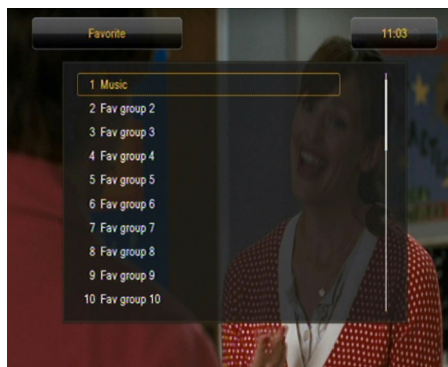 Favorite
11:03
1 Music
2 Fav group 2
3 Fav group 3
4 Fav group 4
5 Fav group 5
6 Fav group 6
7 Fav group 7
8 Fav group 8
9 Fav group 9
10 Fav group 10